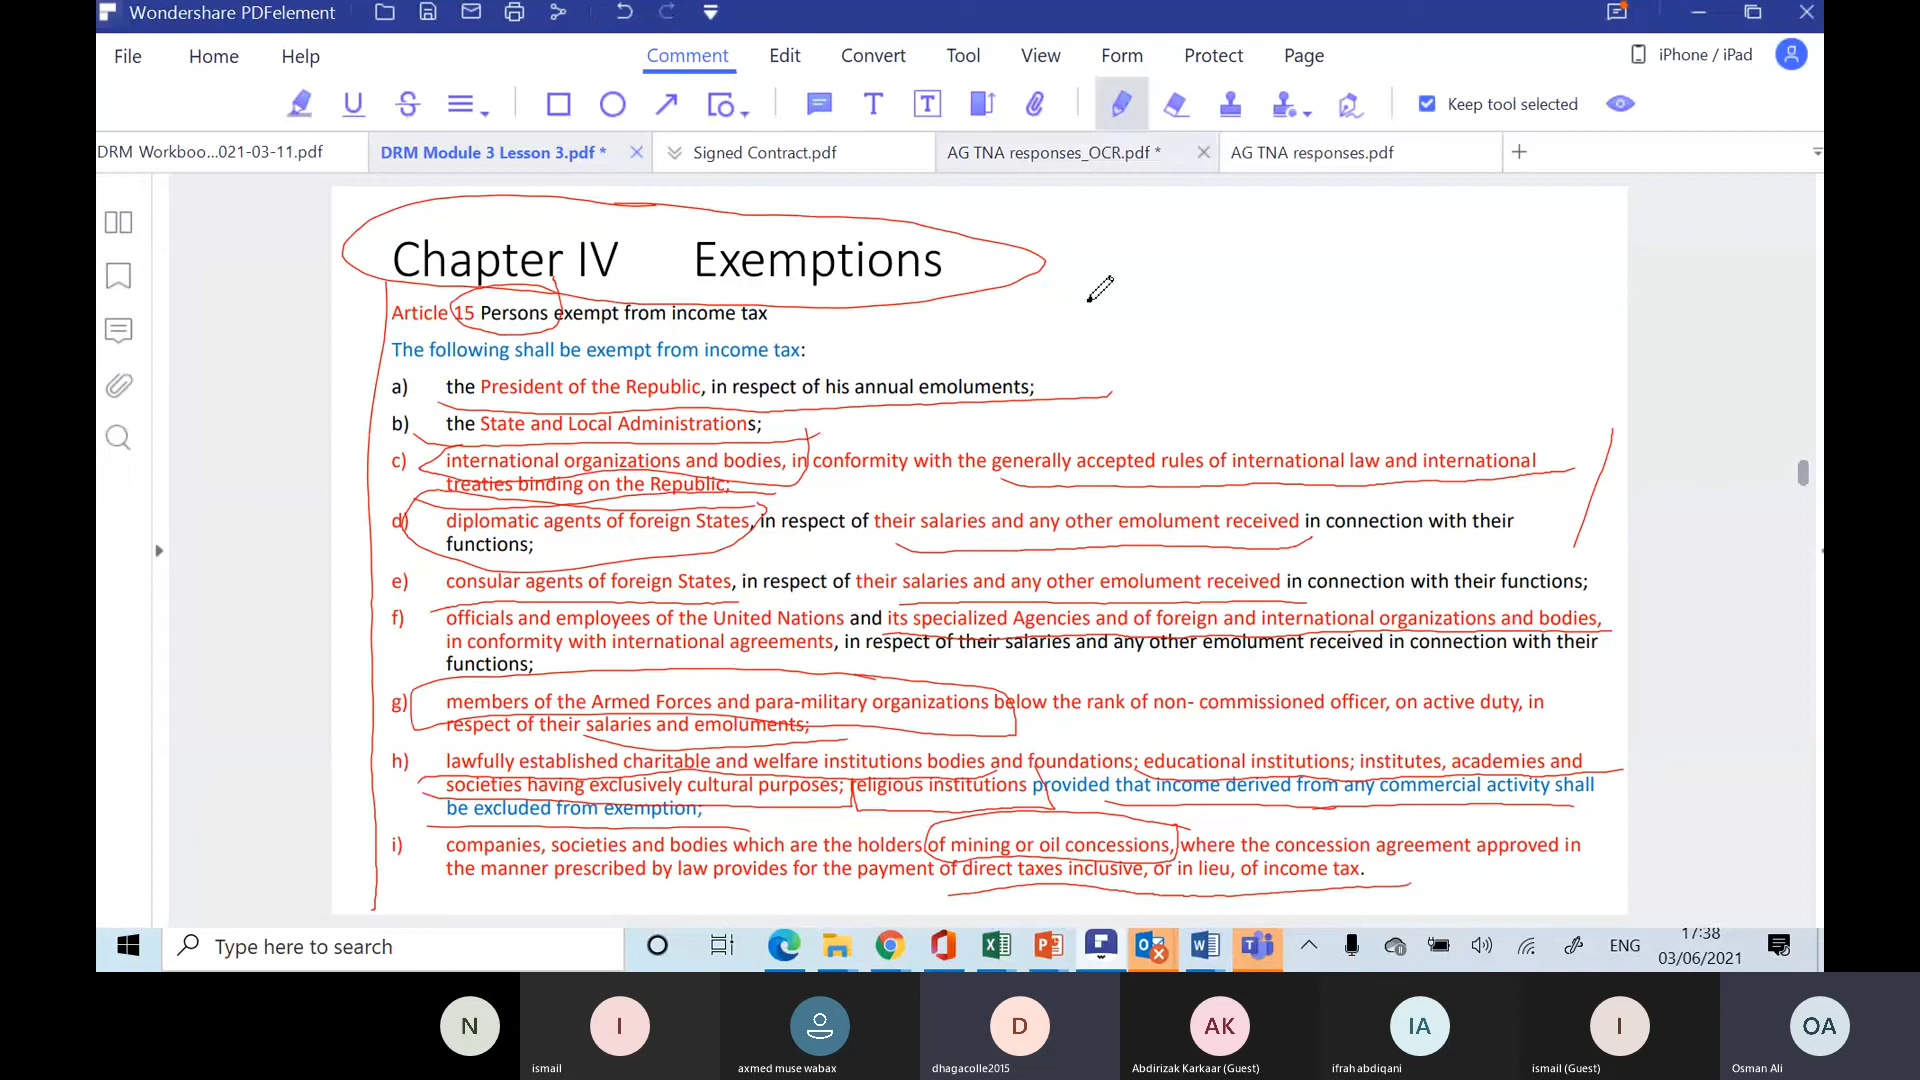 Wondershare PDFelement
File Home Help Comment Edit Convert Tool View Form Protect Page iPhone / iPad
Keep tool selected
DRM Workboo...021-03-11.pdf DRM Module 3 Lesson 3.pdf * Signed Contract.pdf AG TNA responses_OCR.pdf * AG TNA responses.pdf
Chapter IV Exemptions
Article 15 Persons exempt from income tax
The following shall be exempt from income tax:
a) the President of the Republic, in respect of his annual emoluments;
b) the State and Local Administrations;
c) international organizations and bodies, in conformity with the generally accepted rules of international law and international
treaties binding on the Republic;
d) diplomatic agents of foreign States, in respect of their salaries and any other emolument received in connection with their
functions;
e) consular agents of foreign States, in respect of their salaries and any other emolument received in connection with their functions;
f) officials and employees of the United Nations and its specialized Agencies and of foreign and international organizations and bodies,
in conformity with international agreements, in respect of their salaries and any other emolument received in connection with their
functions;
g) members of the Armed Forces and para-military organizations below the rank of non- commissioned officer, on active duty, in
respect of their salaries and emoluments;
h) lawfully established charitable and welfare institutions bodies and foundations; educational institutions; institutes, academies and
societies having exclusively cultural purposes; religious institutions provided that income derived from any commercial activity shall
be excluded from exemption;
i) companies, societies and bodies which are the holders of mining or oil concessions, where the concession agreement approved in
the manner prescribed by law provides for the payment of direct taxes inclusive, or in lieu, of income tax.
Type here to search
ENG
17:38
03/06/2021
N I D AK IA I OA
ismail axmed muse wabax dhagacolle2015 Abdirizak Karkaar (Guest) ifrah abdiqani ismail (Guest) Osman Ali